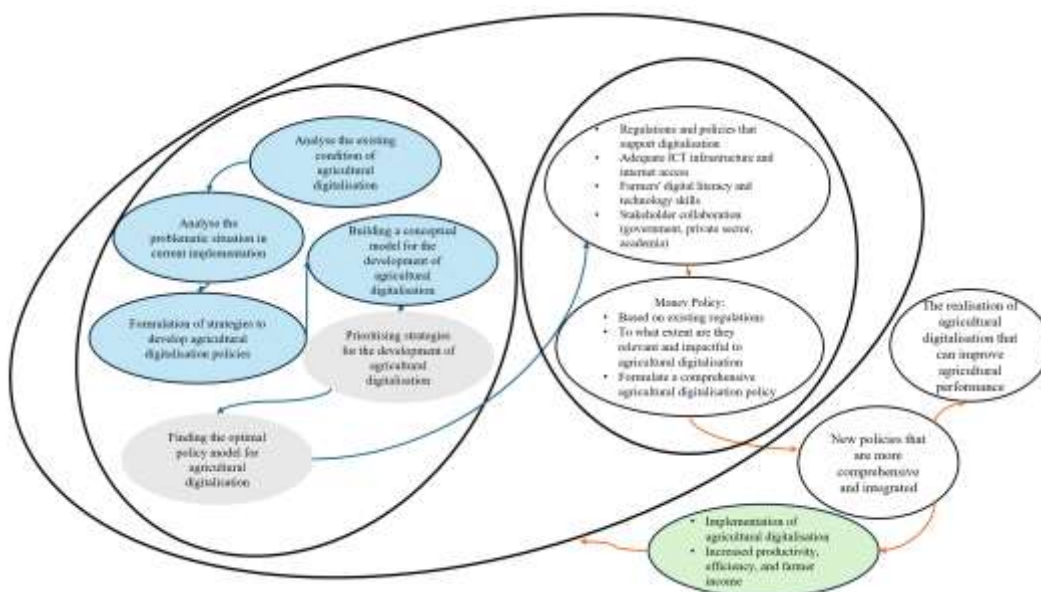 Analyse the existing
condition of
agricultural
digitalisation
Analyse the
problematic situation in
current implementation
Building a conceptual
model for the
development of
agricultural
digitalisation
Formulation of strategies to
develop agricultural
digitalisation policies
Prioritising strategies
for the development of
agricultural
digitalisation
Finding the optimal
policy model for
agricultural
digitalisation
• Regulations and policies that
support digitalisation
• Adequate ICT infrastructure and
internet access
• Farmers' digital literacy and
technology skills
• Stakeholder collaboration
(government, private sector,
academia)
Money Policy:
• Based on existing regulations
• To what extent are they
relevant and impactful to
agricultural digitalisation
• Formulate a comprehensive
agricultural digitalisation policy
The realisation of
agricultural
digitalisation that
can improve
agricultural
performance
New policies that
are more
comprehensive
and integrated
• Implementation of
agricultural digitalisation
• Increased productivity,
efficiency, and farmer
income